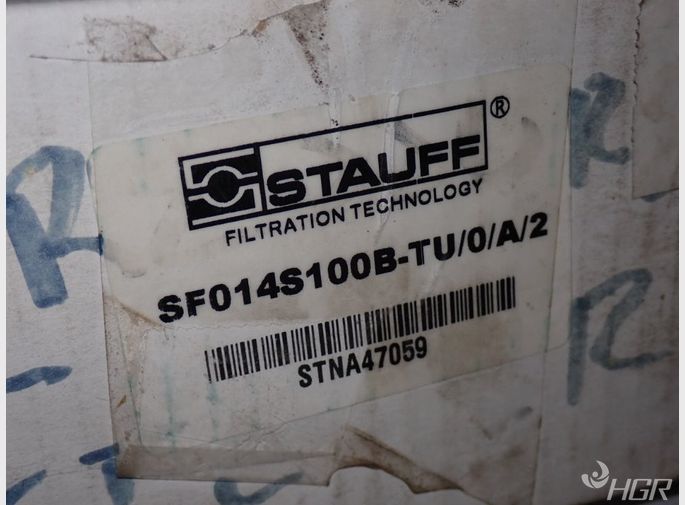 STAUFF®
FILTRATION TECHNOLOGY
SF014S100B-TU/0/A/2
STNA47059
R
R
R
HGR